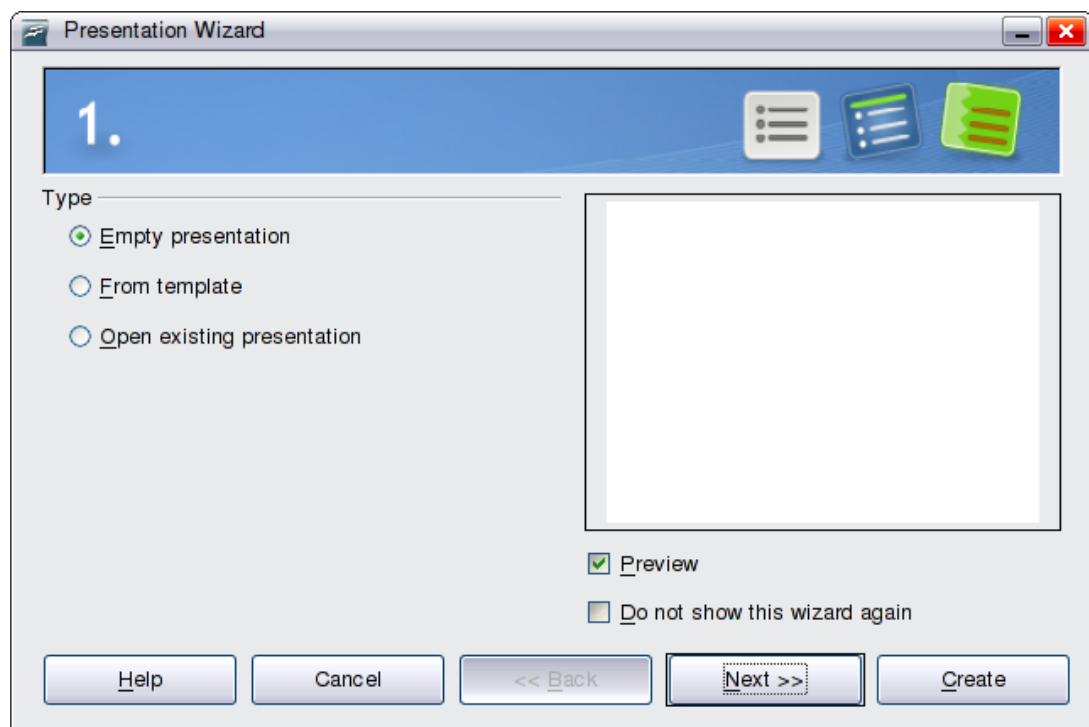 Presentation Wizard
1.
Type
Empty presentation
From template
Open existing presentation
Preview
Do not show this wizard again
Help Cancel << Back Next >> Create